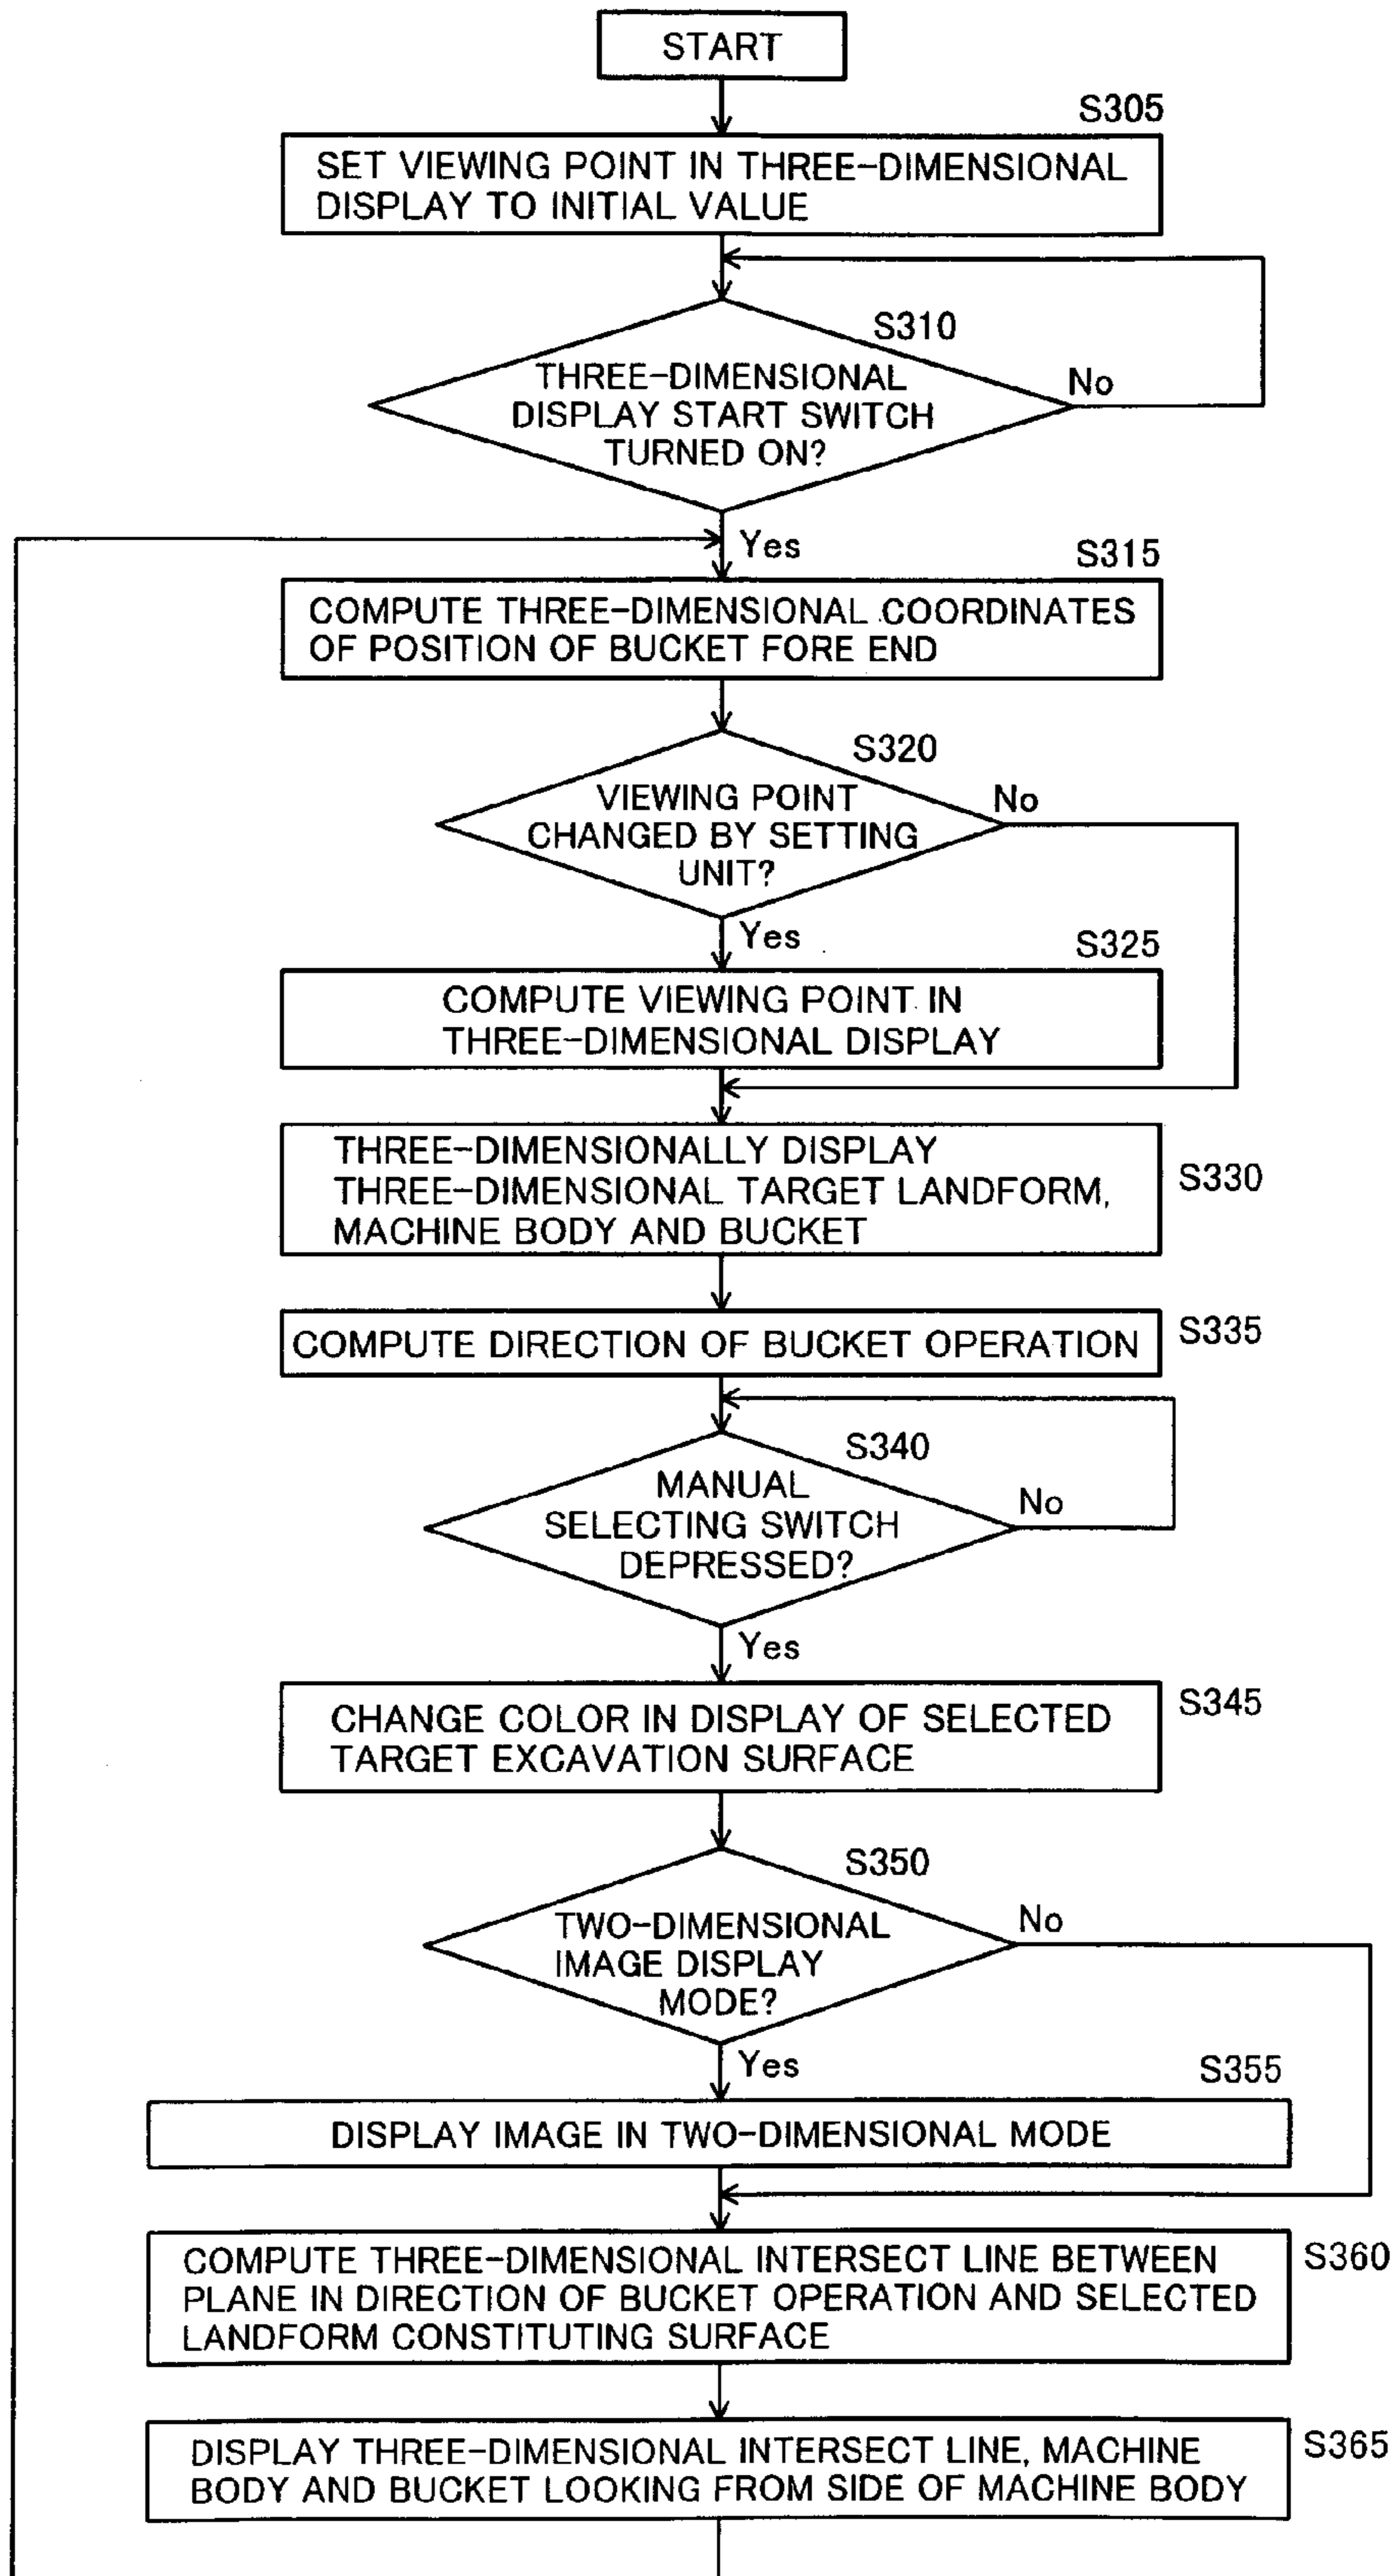 START
S305
SET VIEWING POINT IN THREE-DIMENSIONAL
DISPLAY TO INITIAL VALUE
S310
THREE-DIMENSIONAL
DISPLAY START SWITCH
TURNED ON?
No
Yes
S315
COMPUTE THREE-DIMENSIONAL COORDINATES
OF POSITION OF BUCKET FORE END
S320
VIEWING POINT
CHANGED BY SETTING
UNIT?
No
Yes
S325
COMPUTE VIEWING POINT IN
THREE-DIMENSIONAL DISPLAY
THREE-DIMENSIONALLY DISPLAY
THREE-DIMENSIONAL TARGET LANDFORM,
MACHINE BODY AND BUCKET
S330
COMPUTE DIRECTION OF BUCKET OPERATION
S335
S340
MANUAL
SELECTING SWITCH
DEPRESSED?
No
Yes
CHANGE COLOR IN DISPLAY OF SELECTED
TARGET EXCAVATION SURFACE
S345
S350
TWO-DIMENSIONAL
IMAGE DISPLAY
MODE?
No
Yes
S355
DISPLAY IMAGE IN TWO-DIMENSIONAL MODE
COMPUTE THREE-DIMENSIONAL INTERSECT LINE BETWEEN
PLANE IN DIRECTION OF BUCKET OPERATION AND SELECTED
LANDFORM CONSTITUTING SURFACE
S360
DISPLAY THREE-DIMENSIONAL INTERSECT LINE, MACHINE
BODY AND BUCKET LOOKING FROM SIDE OF MACHINE BODY
S365